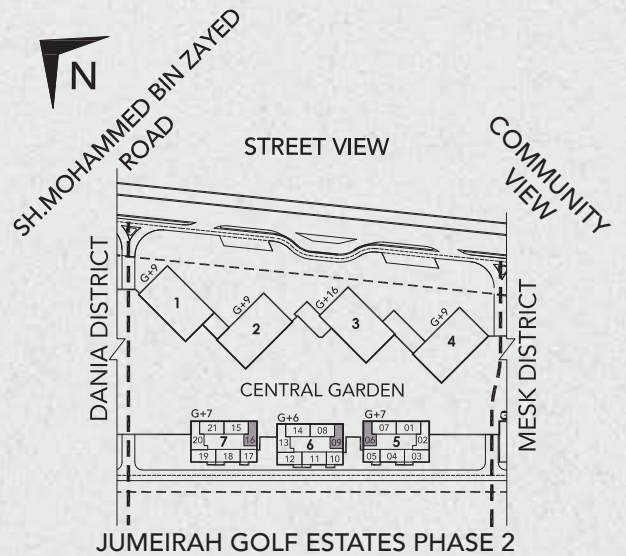 N
SH.MOHAMMED BIN ZAYED
ROAD
STREET VIEW
COMMUNITY
VIEW
DANIA DISTRICT
MESK DISTRICT
G+9
1
G+9
2
G+16
3
G+9
4
CENTRAL GARDEN
G+7
G+6
G+7
21 15
20 7 16
19 18 17
14 08
13 6 09
12 11 10
07 01
06 5 02
05 04 03
G
JUMEIRAH GOLF ESTATES PHASE 2